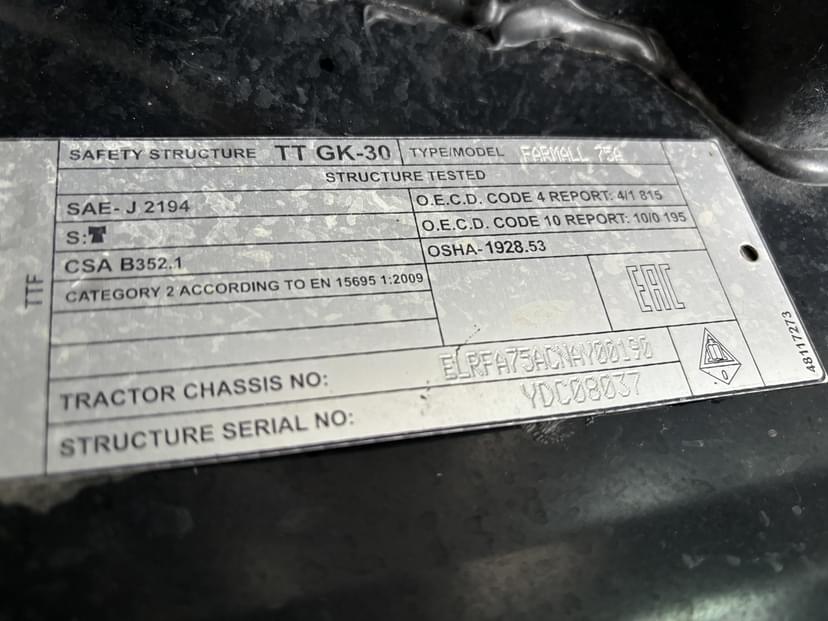 SAFETY STRUCTURE TT GK-30 TYPE/MODEL FARMALL 75A
STRUCTURE TESTED
SAE- J 2194 O.E.C.D. CODE 4 REPORT: 4/1 815
S:T O.E.C.D. CODE 10 REPORT: 10/0 195
CSA B352.1 OSHA-1928.53
CATEGORY 2 ACCORDING TO EN 15695 1:2009
EAC
TTF
TRACTOR CHASSIS NO: ELRFA75ACNAY00190
STRUCTURE SERIAL NO: YDC08037
0
48117273